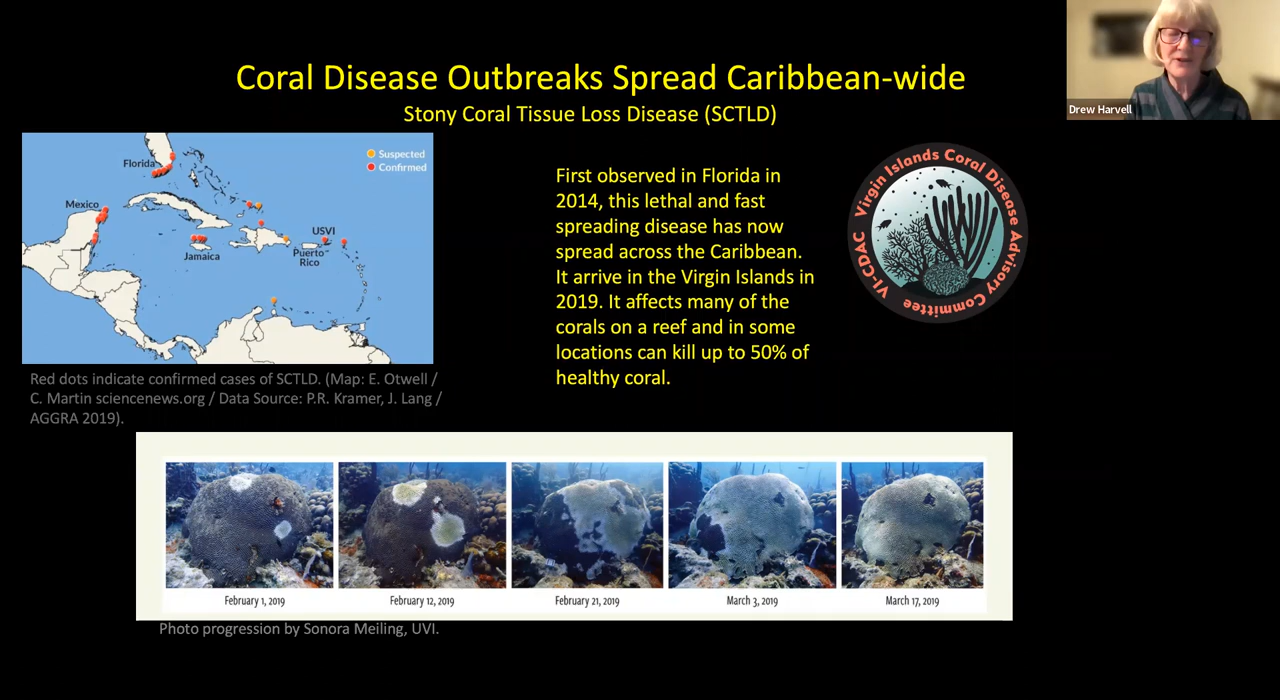 Coral Disease Outbreaks Spread Caribbean-wide
Stony Coral Tissue Loss Disease (SCTLD)
Drew Harvell
Suspected
Confirmed
Florida
Mexico
Jamaica
USVI
Puerto
Rico
Red dots indicate confirmed cases of SCTLD. (Map: E. Otwell /
C. Martin sciencenews.org / Data Source: P.R. Kramer, J. Lang /
AGGRA 2019).
First observed in Florida in
2014, this lethal and fast
spreading disease has now
spread across the Caribbean.
It arrive in the Virgin Islands in
2019. It affects many of the
corals on a reef and in some
locations can kill up to 50% of
healthy coral.
VI-CDAC Virgin Islands Coral Disease Advisory Committee
February 1, 2019
February 12, 2019
February 21, 2019
March 3, 2019
March 17, 2019
Photo progression by Sonora Meiling, UVI.